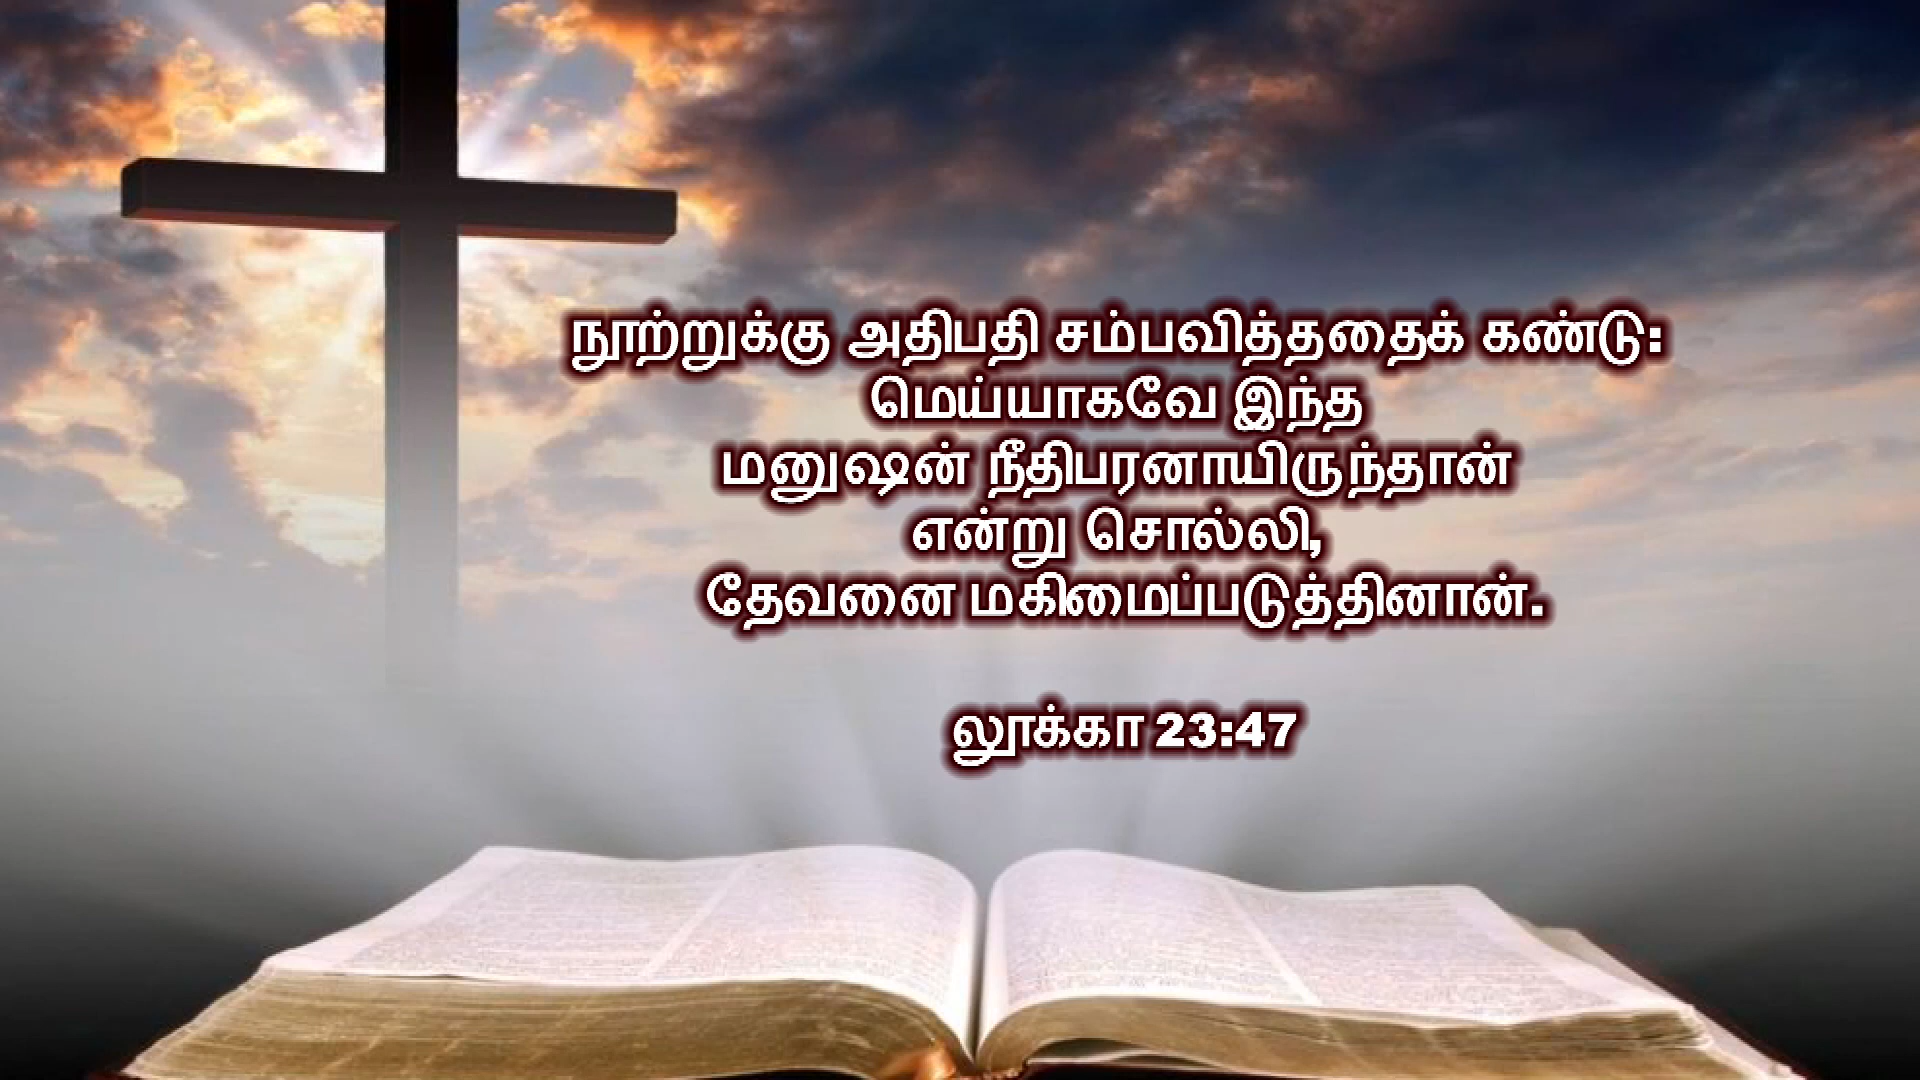 நூற்றுக்கு அதிபதி சம்பவித்ததைக் கண்டு:
மெய்யாகவே இந்த
மனுஷன் நீதிபரனாயிருந்தான்
என்று சொல்லி,
தேவனை மகிமைப்படுத்தினான்.
லூக்கா 23:47